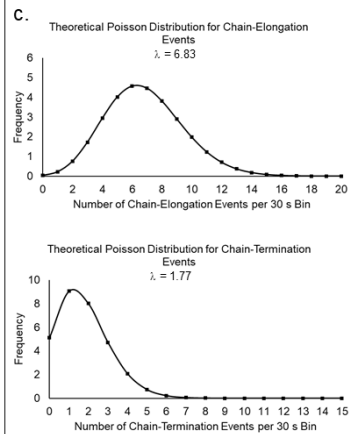 C.
Theoretical Poisson Distribution for Chain-Elongation
Events
λ = 6.83
Frequency
6
5
4
3
2
1
0
0 2 4 6 8 10 12 14 16 18 20
Number of Chain-Elongation Events per 30 s Bin
Theoretical Poisson Distribution for Chain-Termination
Events
λ = 1.77
Frequency
10
8
6
4
2
0
0 1 2 3 4 5 6 7 8 9 10 11 12 13 14 15
Number of Chain-Termination Events per 30 s Bin